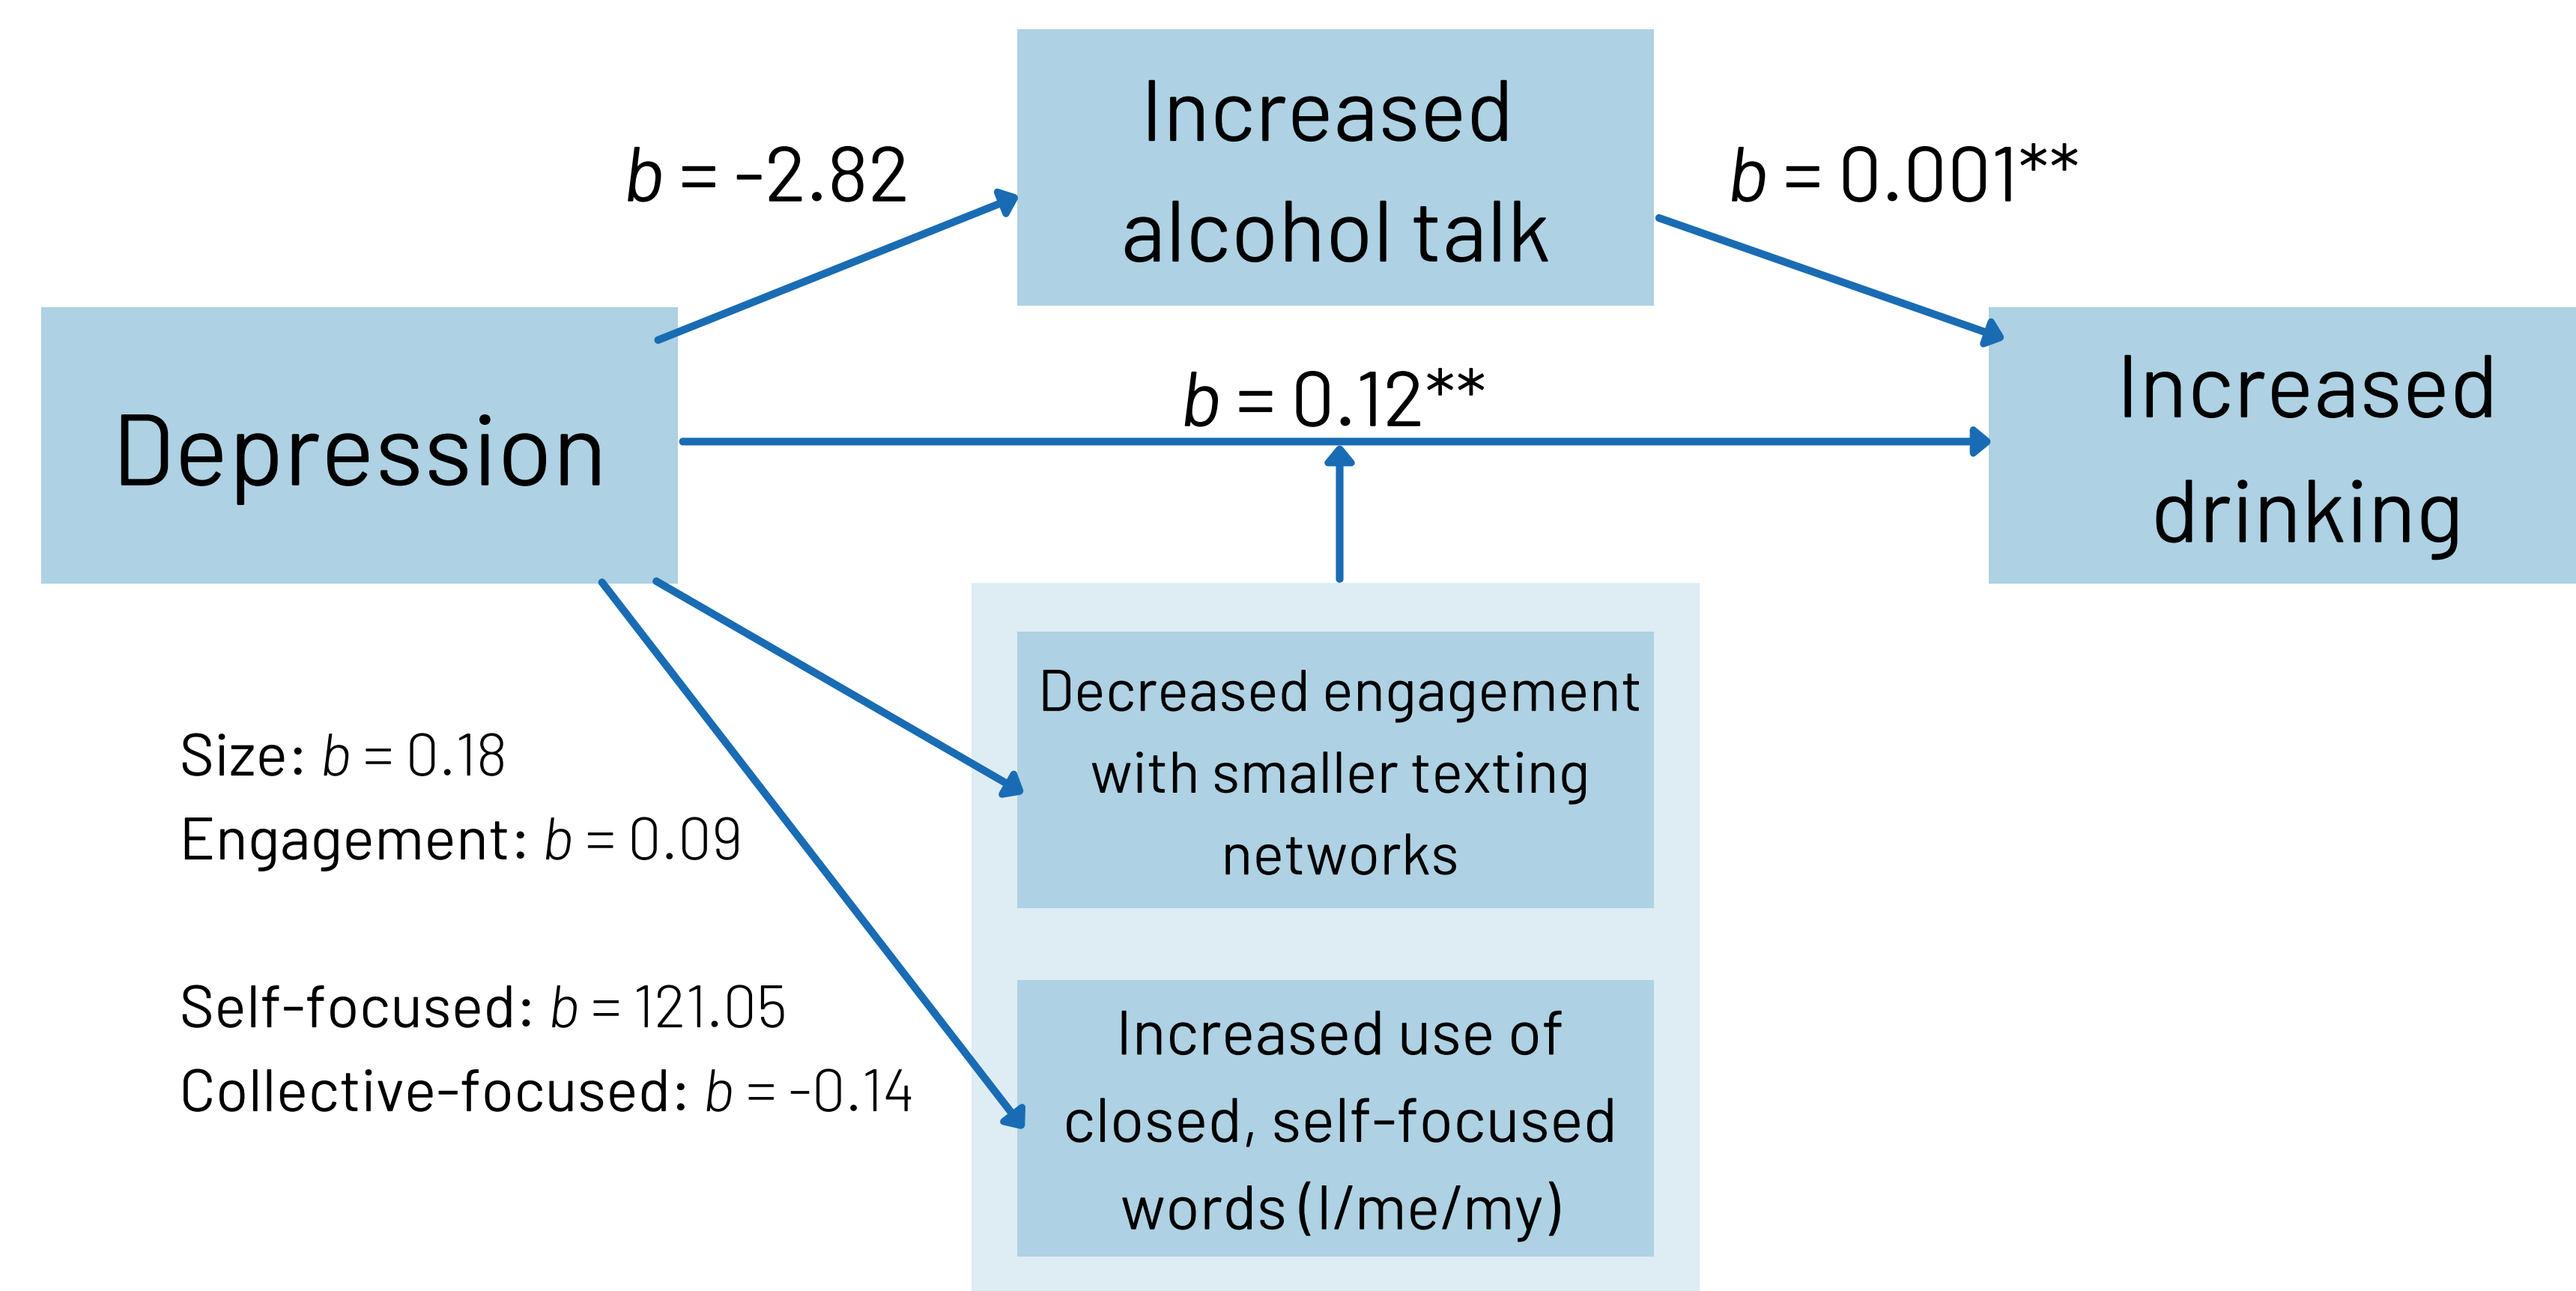 Increased
alcohol talk
b = -2.82
b = 0.001**
Depression
b = 0.12**
Increased
drinking
Size: b = 0.18
Engagement: b = 0.09
Self-focused: b = 121.05
Collective-focused: b = -0.14
Decreased engagement
with smaller texting
networks
Increased use of
closed, self-focused
words (I/me/my)